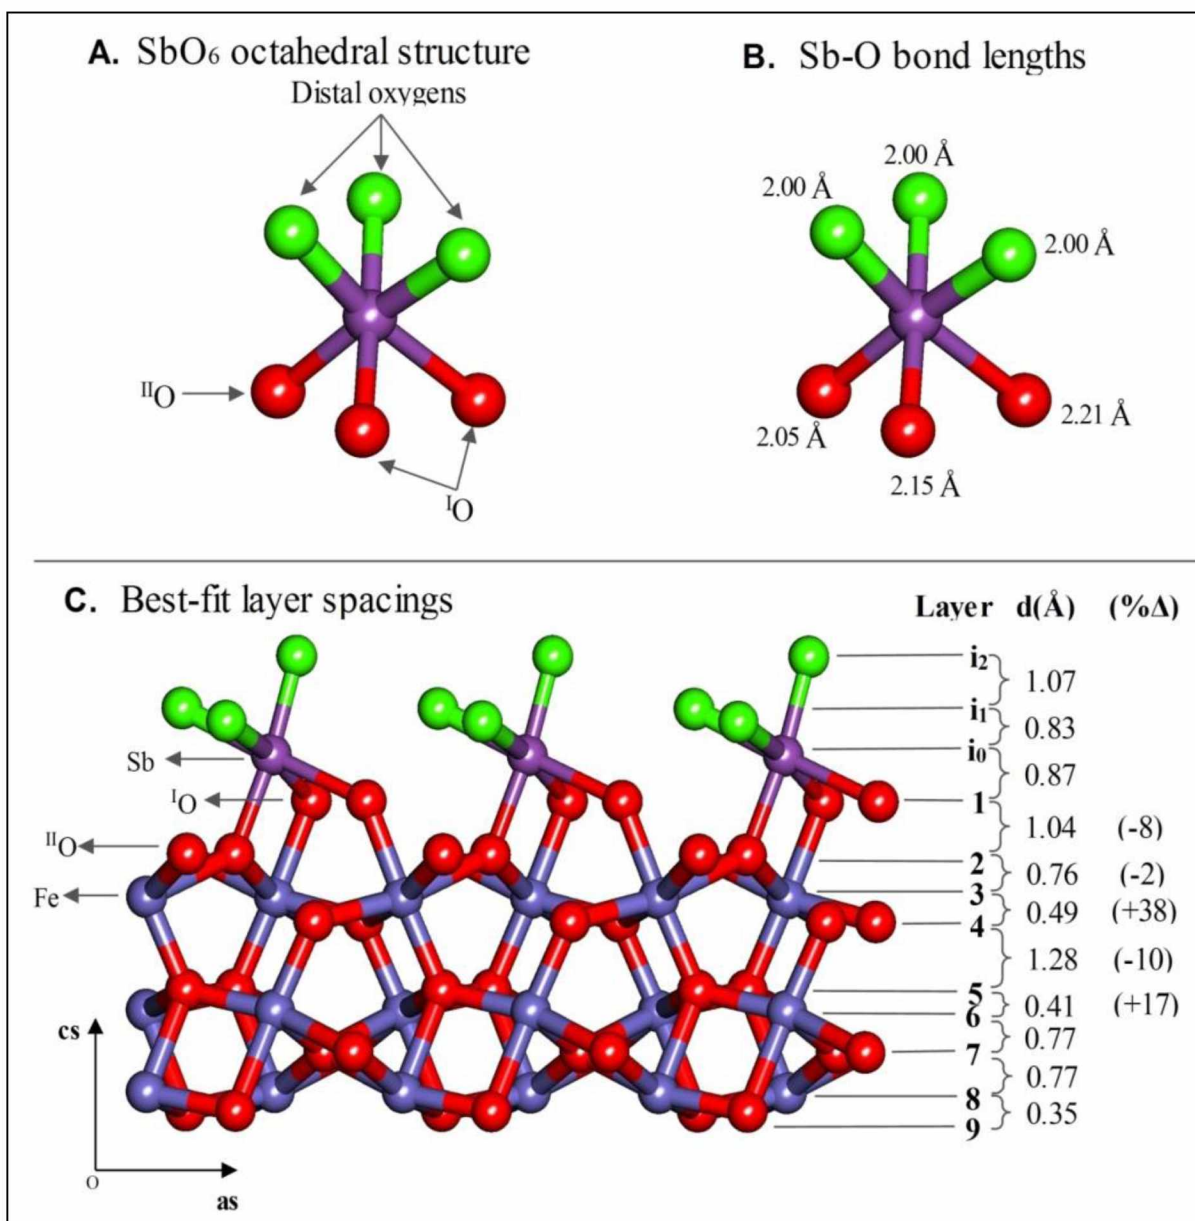 A. SbO₆ octahedral structure
Distal oxygens
ᴵᴵO
ᴵO
B. Sb-O bond lengths
2.00 Å
2.00 Å
2.00 Å
2.05 Å
2.21 Å
2.15 Å
C. Best-fit layer spacings
Layer d(Å) (%Δ)
i₂
1.07
i₁
0.83
i₀
0.87
1
1.04 (-8)
2
0.76 (-2)
3
0.49 (+38)
4
1.28 (-10)
5
0.41 (+17)
6
0.77
7
0.77
8
0.35
9
Sb
ᴵO
ᴵᴵO
Fe
cs
O
as